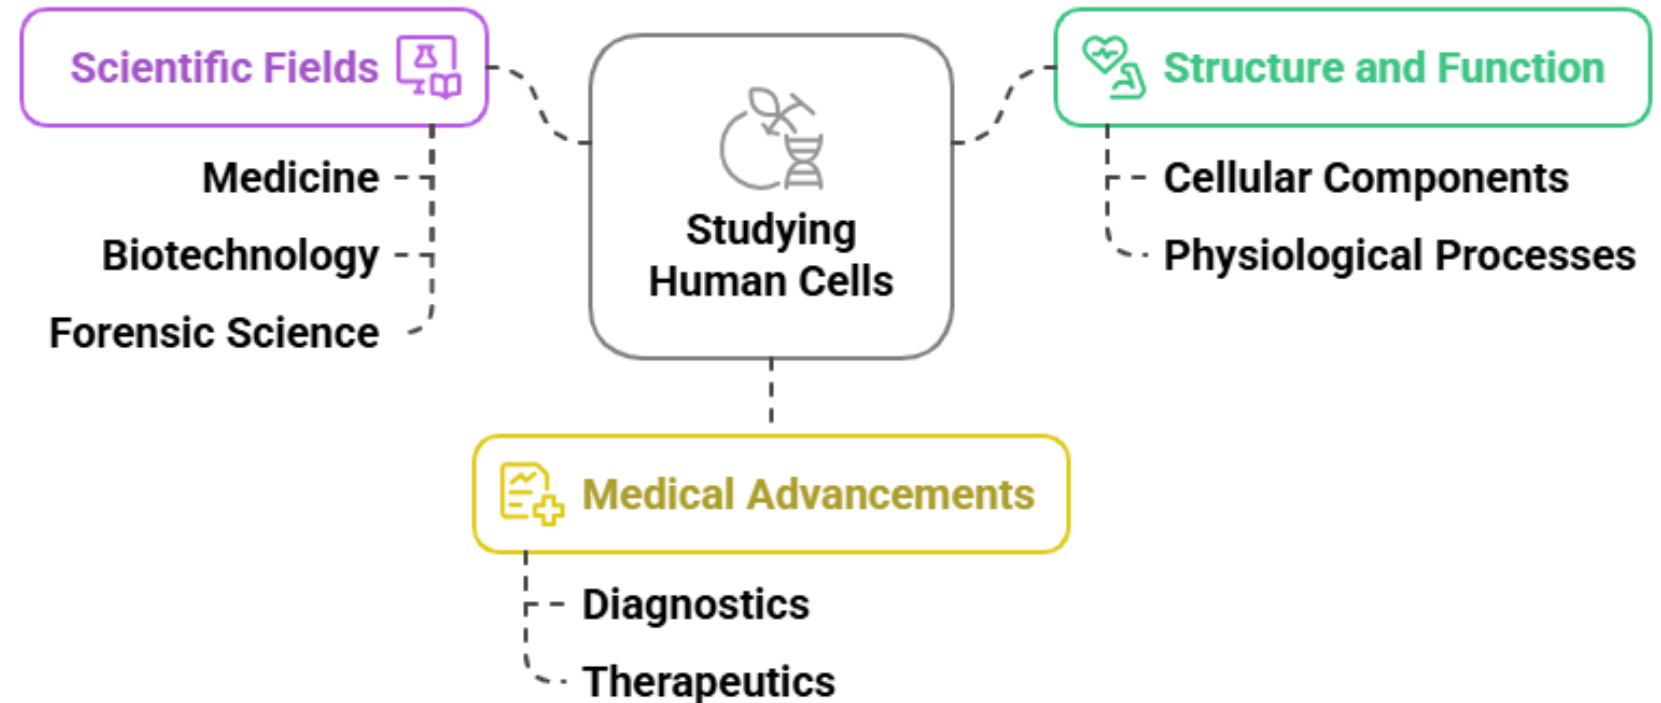 Scientific Fields
Medicine
Biotechnology
Forensic Science
Studying
Human Cells
Structure and Function
Cellular Components
Physiological Processes
Medical Advancements
Diagnostics
Therapeutics